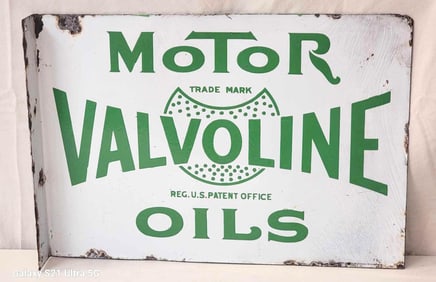 MOTOR
TRADE MARK
VALVOLINE
REG. U.S. PATENT OFFICE
OILS
Galaxy S21 Ultra 5G